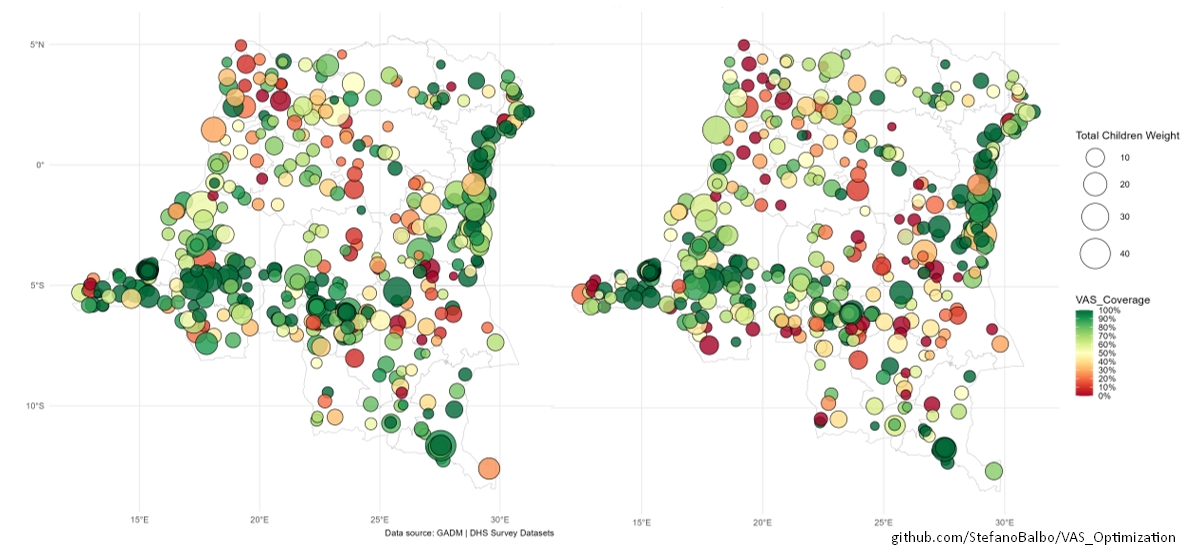 5°N
0°
5°S
10°S
15°E
20°E
25°E
30°E
15°E
20°E
25°E
30°E
Data source: GADM | DHS Survey Datasets
Total Children Weight
10
20
30
40
VAS_Coverage
100%
90%
80%
70%
60%
50%
40%
30%
20%
10%
0%
github.com/StefanoBalbo/VAS_Optimization